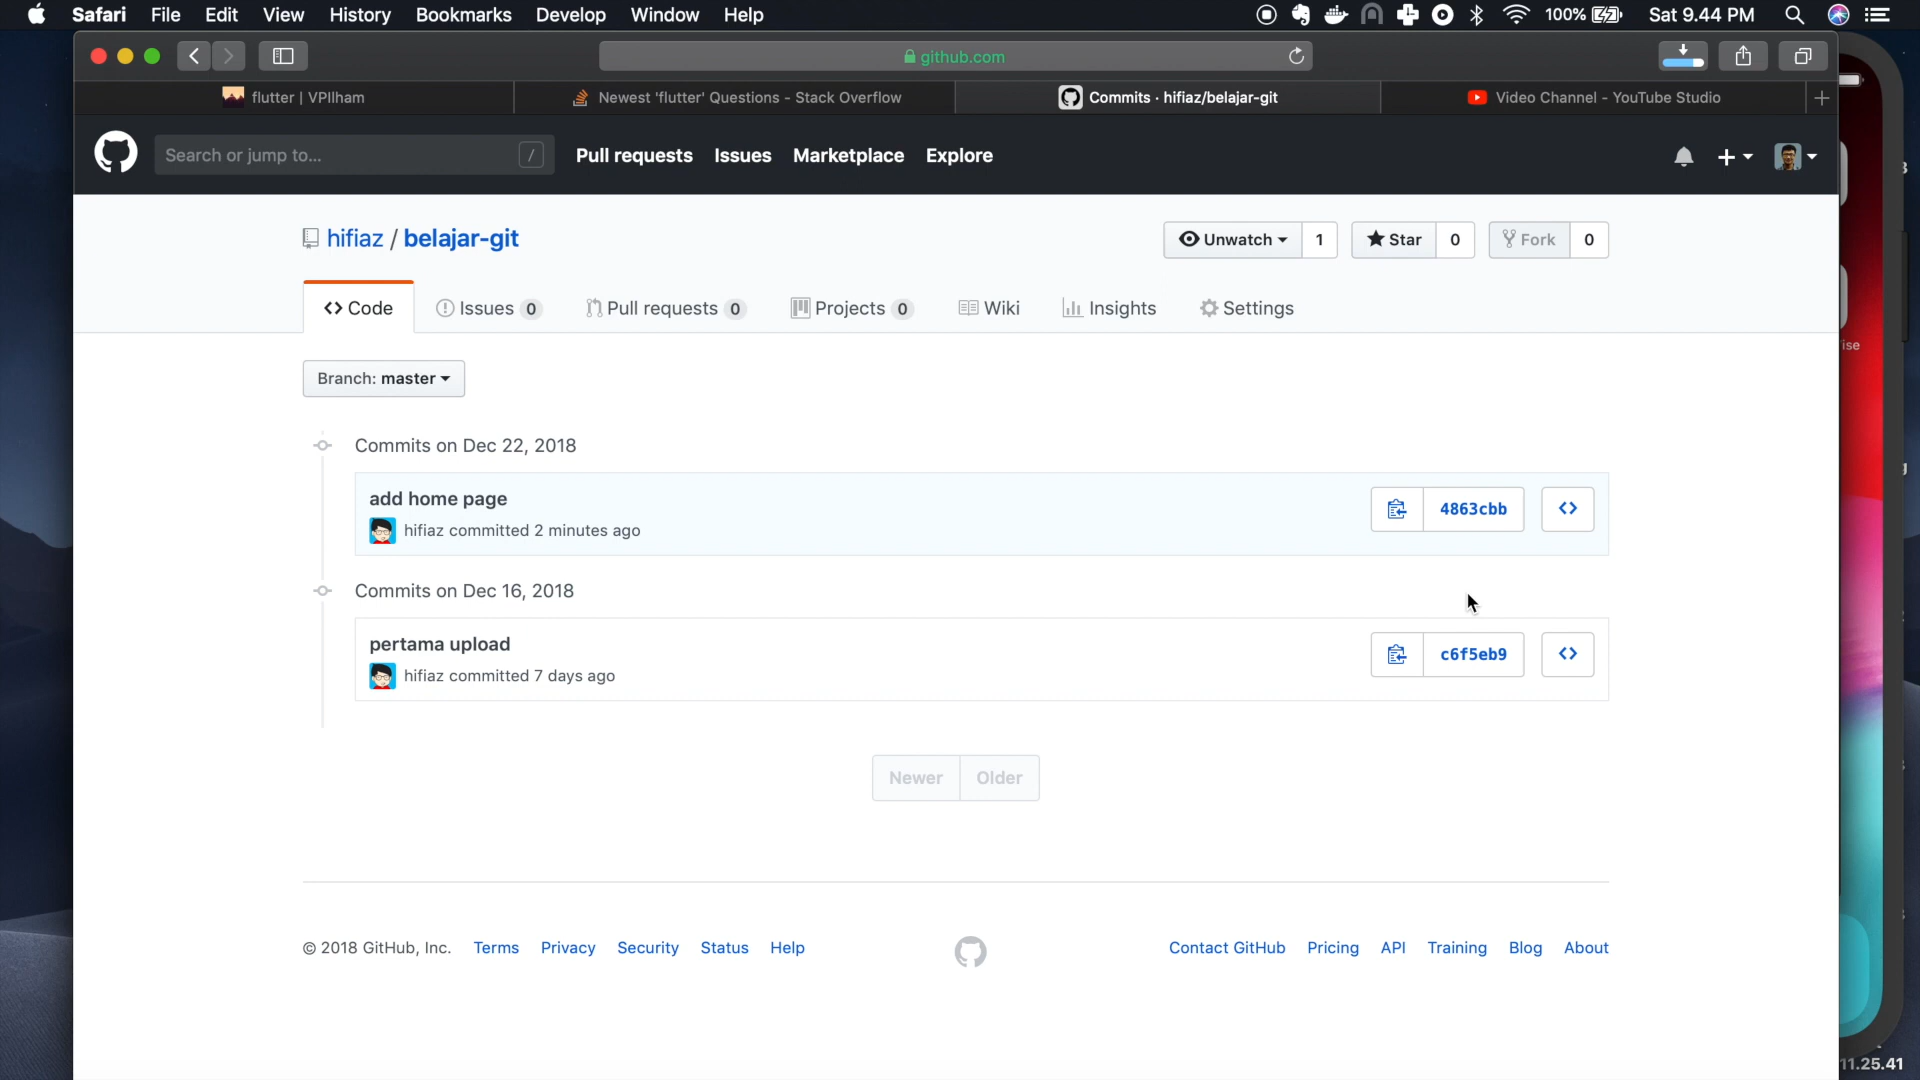 Safari File Edit View History Bookmarks Develop Window Help 100% Sat 9.44 PM
github.com
flutter | VPIlham Newest 'flutter' Questions - Stack Overflow Commits · hifiaz/belajar-git Video Channel - YouTube Studio
Search or jump to... / Pull requests Issues Marketplace Explore
hifiaz / belajar-git Unwatch 1 Star 0 Fork 0
Code Issues 0 Pull requests 0 Projects 0 Wiki Insights Settings
ise
Branch: master
Commits on Dec 22, 2018
add home page
4863cbb
hifiaz committed 2 minutes ago
Commits on Dec 16, 2018
pertama upload
c6f5eb9
hifiaz committed 7 days ago
Newer Older
© 2018 GitHub, Inc. Terms Privacy Security Status Help Contact GitHub Pricing API Training Blog About
11.25.41